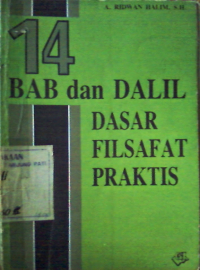 A. RIDWAN HALIM, S.H.
14
BAB dan DALIL
DASAR
FILSAFAT
PRAKTIS